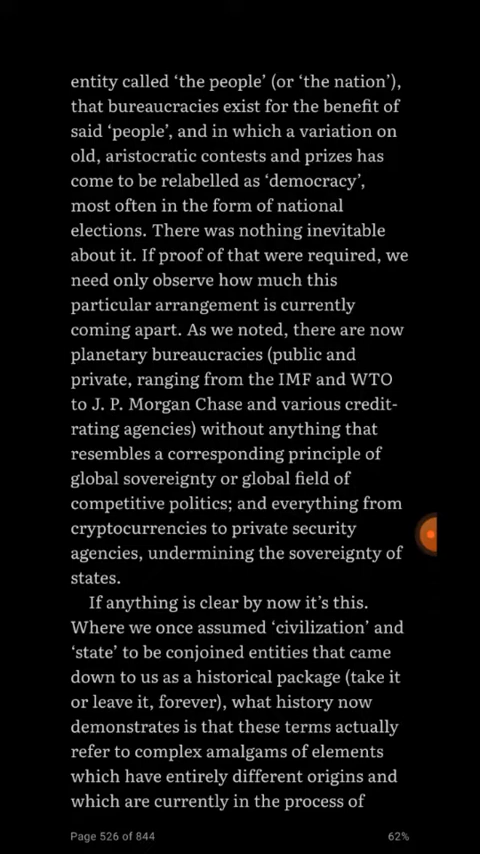 entity called ‘the people’ (or ‘the nation’),
that bureaucracies exist for the benefit of
said ‘people’, and in which a variation on
old, aristocratic contests and prizes has
come to be relabelled as ‘democracy’,
most often in the form of national
elections. There was nothing inevitable
about it. If proof of that were required, we
need only observe how much this
particular arrangement is currently
coming apart. As we noted, there are now
planetary bureaucracies (public and
private, ranging from the IMF and WTO
to J. P. Morgan Chase and various credit-
rating agencies) without anything that
resembles a corresponding principle of
global sovereignty or global field of
competitive politics; and everything from
cryptocurrencies to private security
agencies, undermining the sovereignty of
states.
If anything is clear by now it’s this.
Where we once assumed ‘civilization’ and
‘state’ to be conjoined entities that came
down to us as a historical package (take it
or leave it, forever), what history now
demonstrates is that these terms actually
refer to complex amalgams of elements
which have entirely different origins and
which are currently in the process of
Page 526 of 844 62%